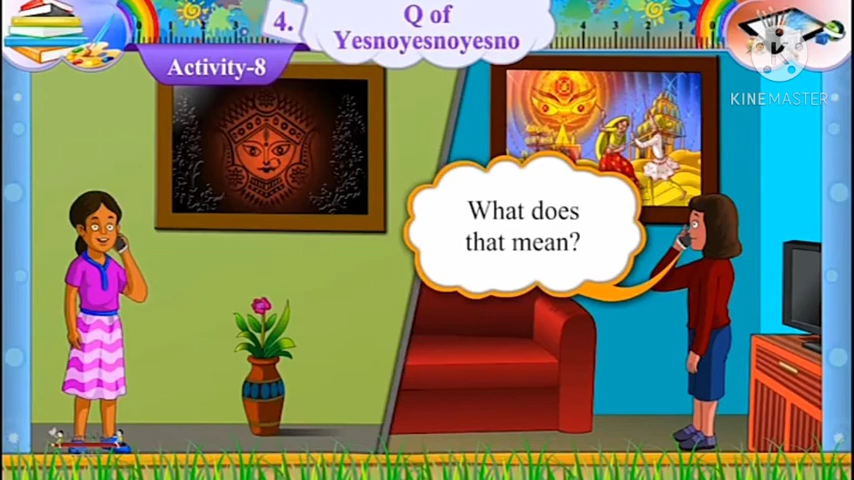 4.
Q of
Yesnoyesnoyesno
Activity-8
K
KINEMASTER
What does
that mean?